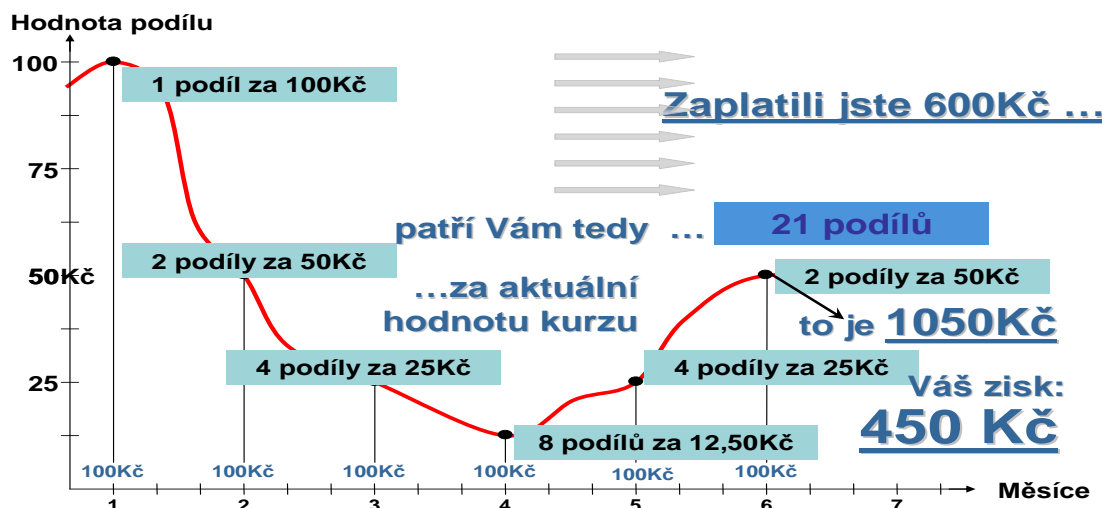 Hodnota podílu
100
1 podíl za 100Kč
Zaplatili jste 600Kč ...
75
patří Vám tedy ...
21 podílů
50Kč
2 podíly za 50Kč
...za aktuální
hodnotu kurzu
2 podíly za 50Kč
to je 1050Kč
25
4 podíly za 25Kč
4 podíly za 25Kč
Váš zisk:
450 Kč
8 podílů za 12,50Kč
100Kč 100Kč 100Kč 100Kč 100Kč 100Kč
1 2 3 4 5 6 7
Měsíce